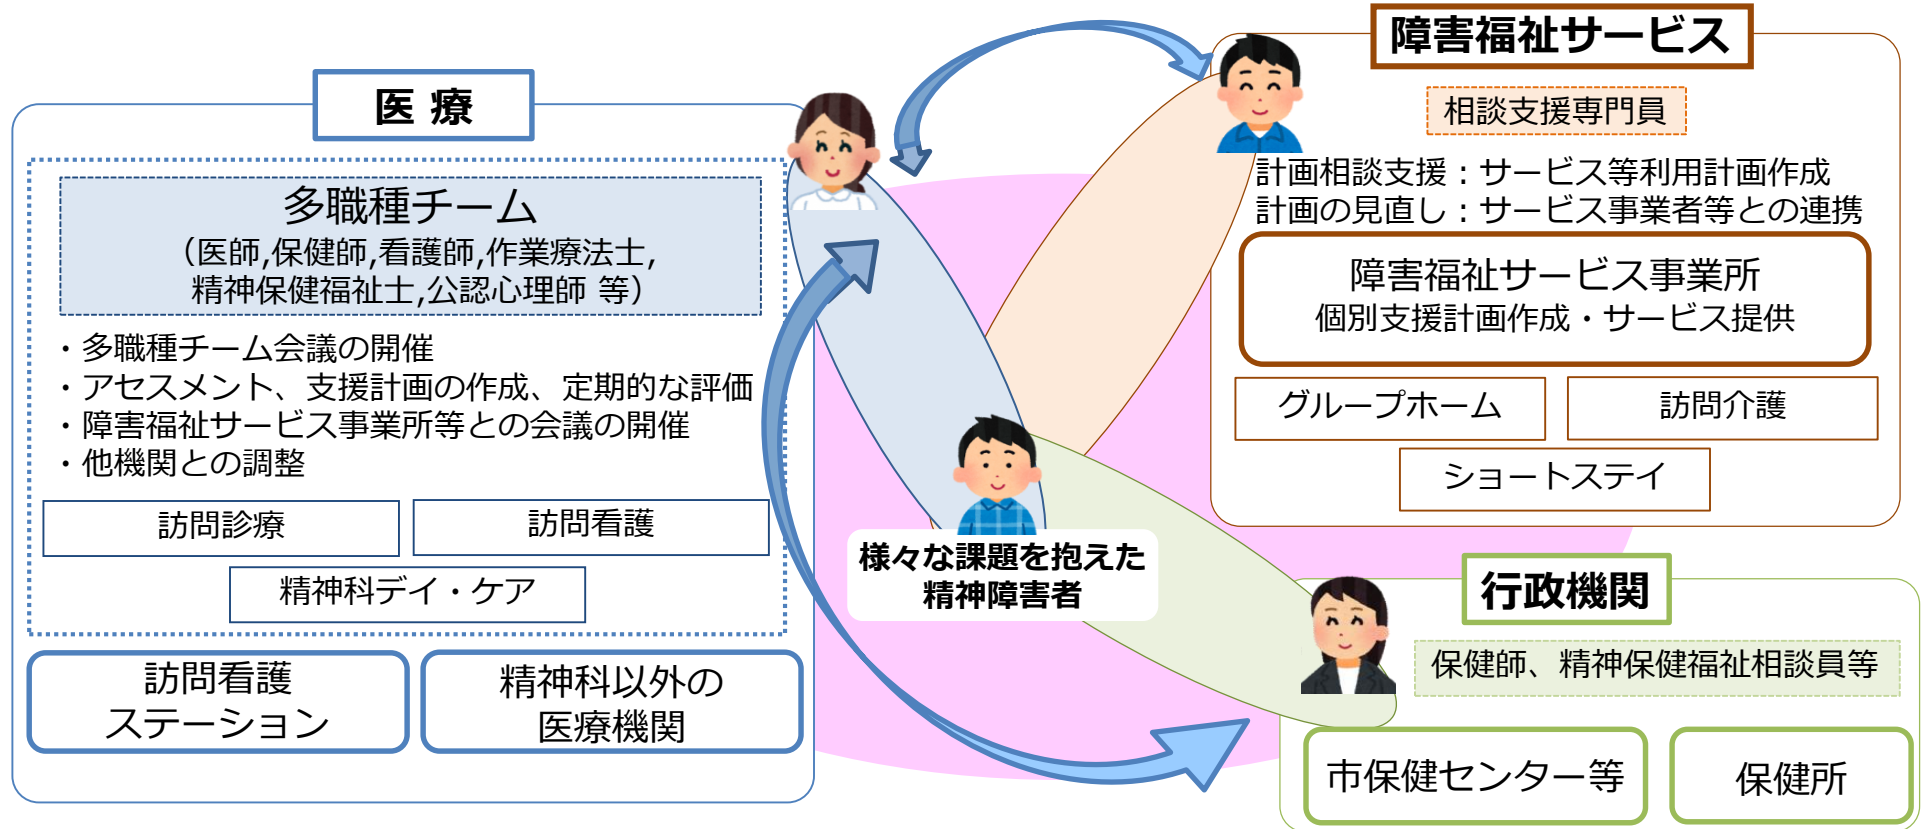 医 療
多職種チーム
（医師,保健師,看護師,作業療法士,
精神保健福祉士,公認心理師 等）
・多職種チーム会議の開催
・アセスメント、支援計画の作成、定期的な評価
・障害福祉サービス事業所等との会議の開催
・他機関との調整
訪問診療
訪問看護
精神科デイ・ケア
訪問看護
ステーション
精神科以外の
医療機関
様々な課題を抱えた
精神障害者
障害福祉サービス
相談支援専門員
計画相談支援：サービス等利用計画作成
計画の見直し：サービス事業者等との連携
障害福祉サービス事業所
個別支援計画作成・サービス提供
グループホーム
訪問介護
ショートステイ
行政機関
保健師、精神保健福祉相談員等
市保健センター等
保健所